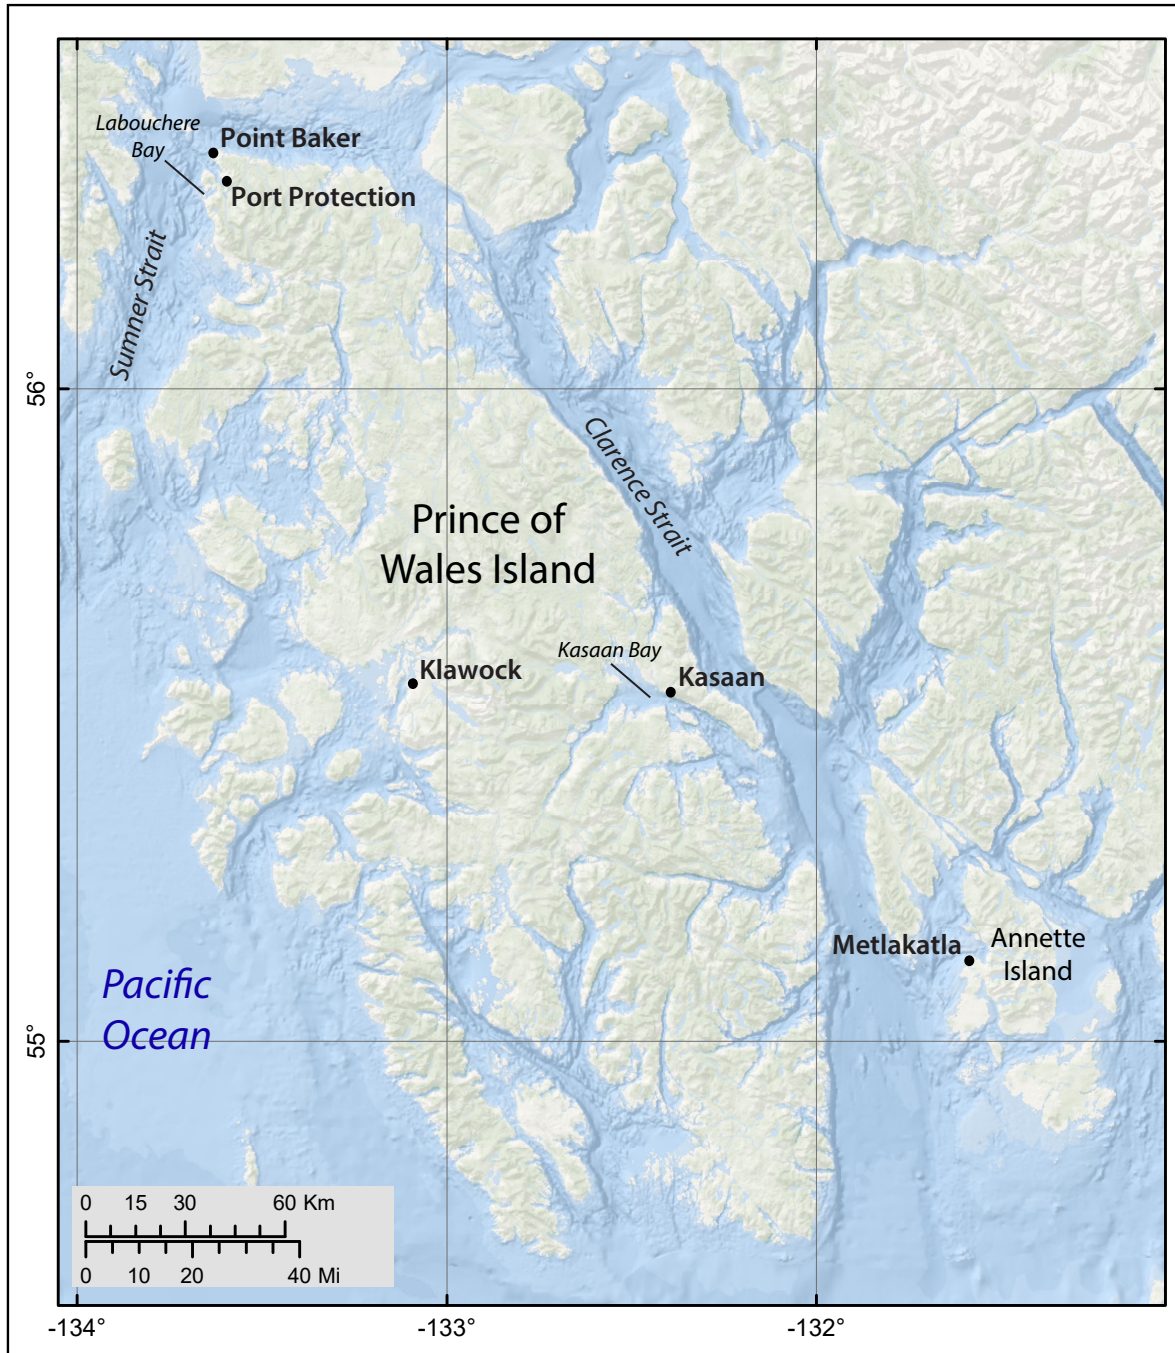 Labouchere
Bay
Point Baker
Port Protection
Sumner Strait
56°
Clarence Strait
Prince of
Wales Island
Kasaan Bay
Klawock
Kasaan
Metlakatla
Annette
Island
Pacific
Ocean
55°
0 15 30 60 Km
0 10 20 40 Mi
-134° -133° -132°